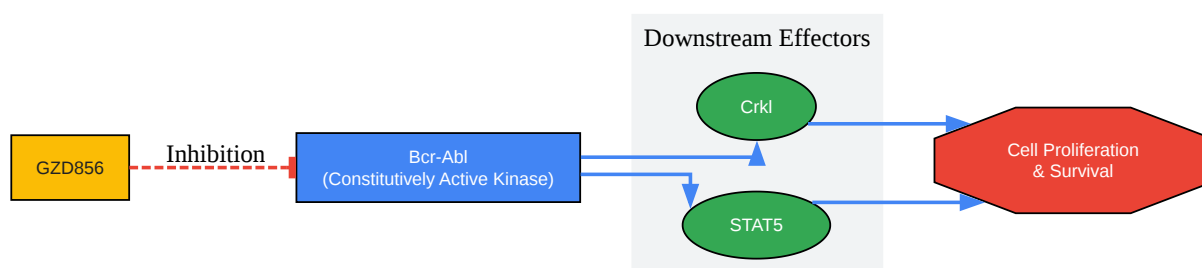 GZD856
Inhibition
Bcr-Abl
(Constitutively Active Kinase)
Downstream Effectors
Crkl
STAT5
Cell Proliferation
& Survival